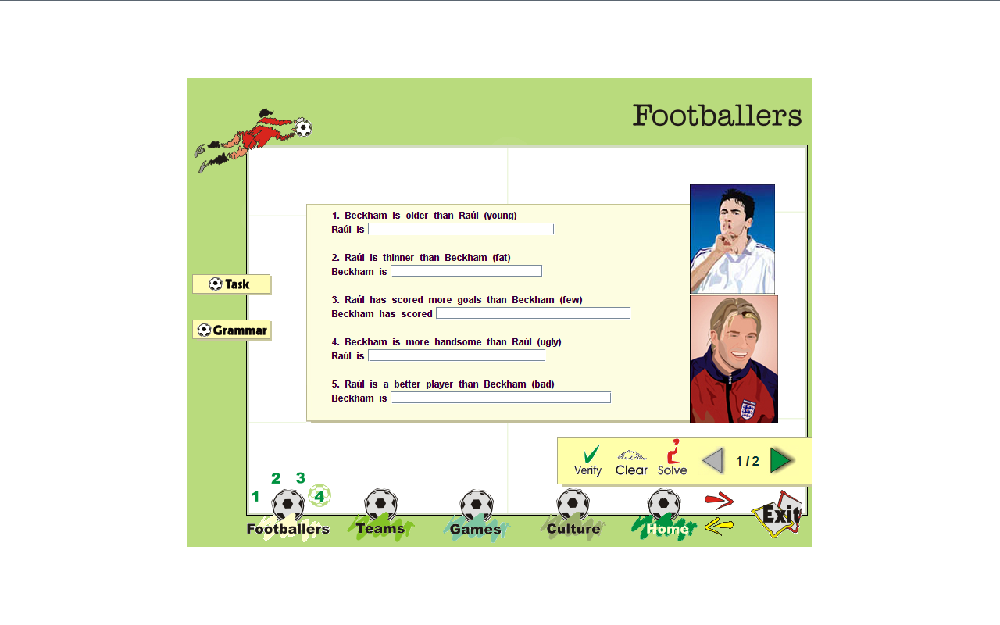 Footballers
1. Beckham is older than Raúl (young)
Raúl is
2. Raúl is thinner than Beckham (fat)
Beckham is
3. Raúl has scored more goals than Beckham (few)
Beckham has scored
4. Beckham is more handsome than Raúl (ugly)
Raúl is
5. Raúl is a better player than Beckham (bad)
Beckham is
Task
Grammar
Verify Clear Solve 1 / 2
1 2 3 4
Footballers Teams Games Culture Home Exit